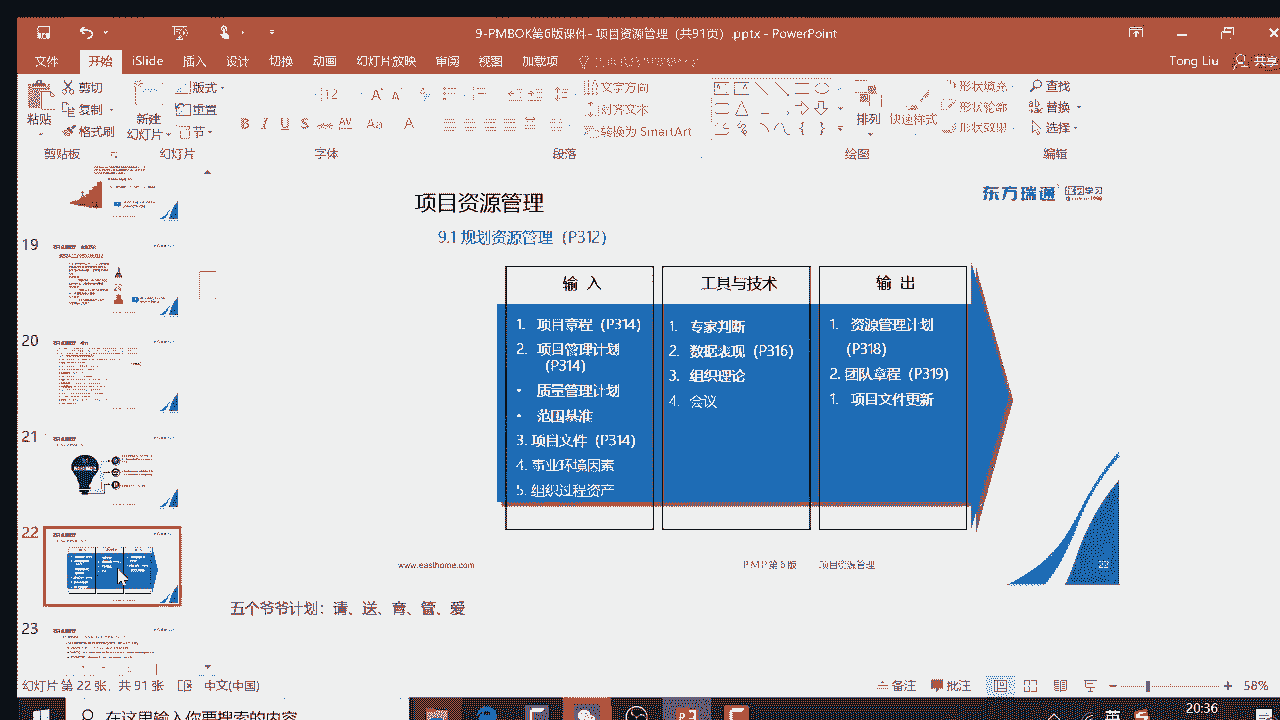 9-PMBOK第6版课件- 项目资源管理（共91页）.pptx - PowerPoint
文件 开始 iSlide 插入 设计 切换 动画 幻灯片放映 审阅 视图 加载项
Tong Liu 共享
剪切
复制
格式刷
粘贴
剪贴板
新建
幻灯片
版式
重置
节
幻灯片
12
B I U S AV Aa A
字体
文字方向
对齐文本
转换为 SmartArt
段落
排列
快速样式
形状填充
形状轮廓
形状效果
绘图
查找
替换
选择
编辑
19
20
21
22
23
项目资源管理
东方瑞通
9.1 规划资源管理（P312）
输 入
1. 项目章程（P314）
2. 项目管理计划
（P314）
• 质量管理计划
• 范围基准
3. 项目文件（P314）
4. 事业环境因素
5. 组织过程资产
工具与技术
1. 专家判断
2. 数据表现（P316）
3. 组织理论
4. 会议
输 出
1. 资源管理计划
（P318）
2. 团队章程（P319）
1. 项目文件更新
www.easthome.com
PMP第6版
项目资源管理
22
五个爷爷计划：请、送、育、管、爱
幻灯片 第 22 张，共 91 张
中文(中国)
备注
批注
58%
在这里输入你要搜索的内容
英
20:36